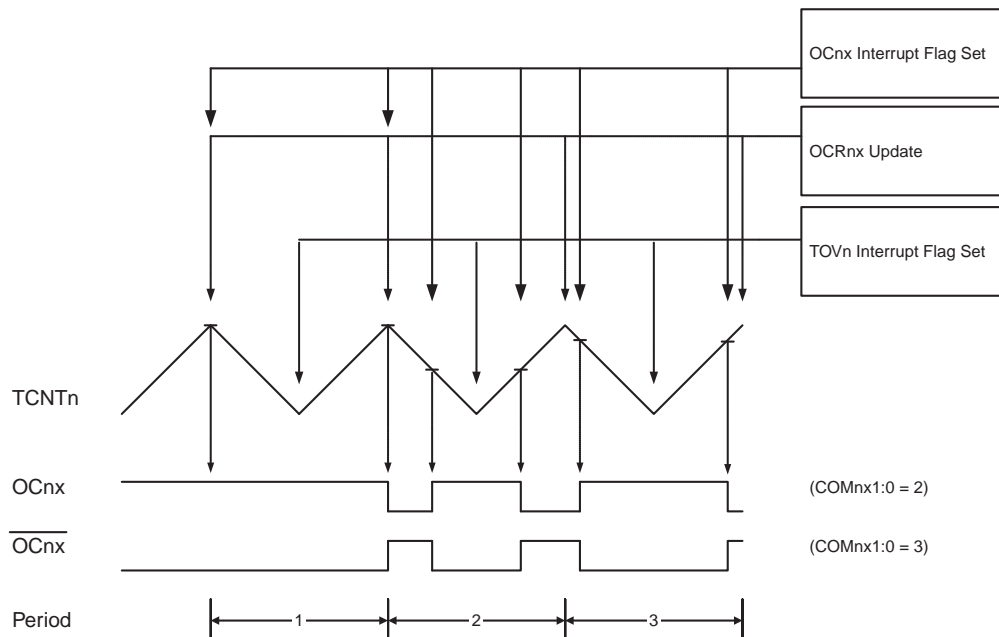 OCnx Interrupt Flag Set
OCRnx Update
TOVn Interrupt Flag Set
TCNTn
OCnx
(COMnx1:0 = 2)
OCnx
(COMnx1:0 = 3)
Period
1
2
3